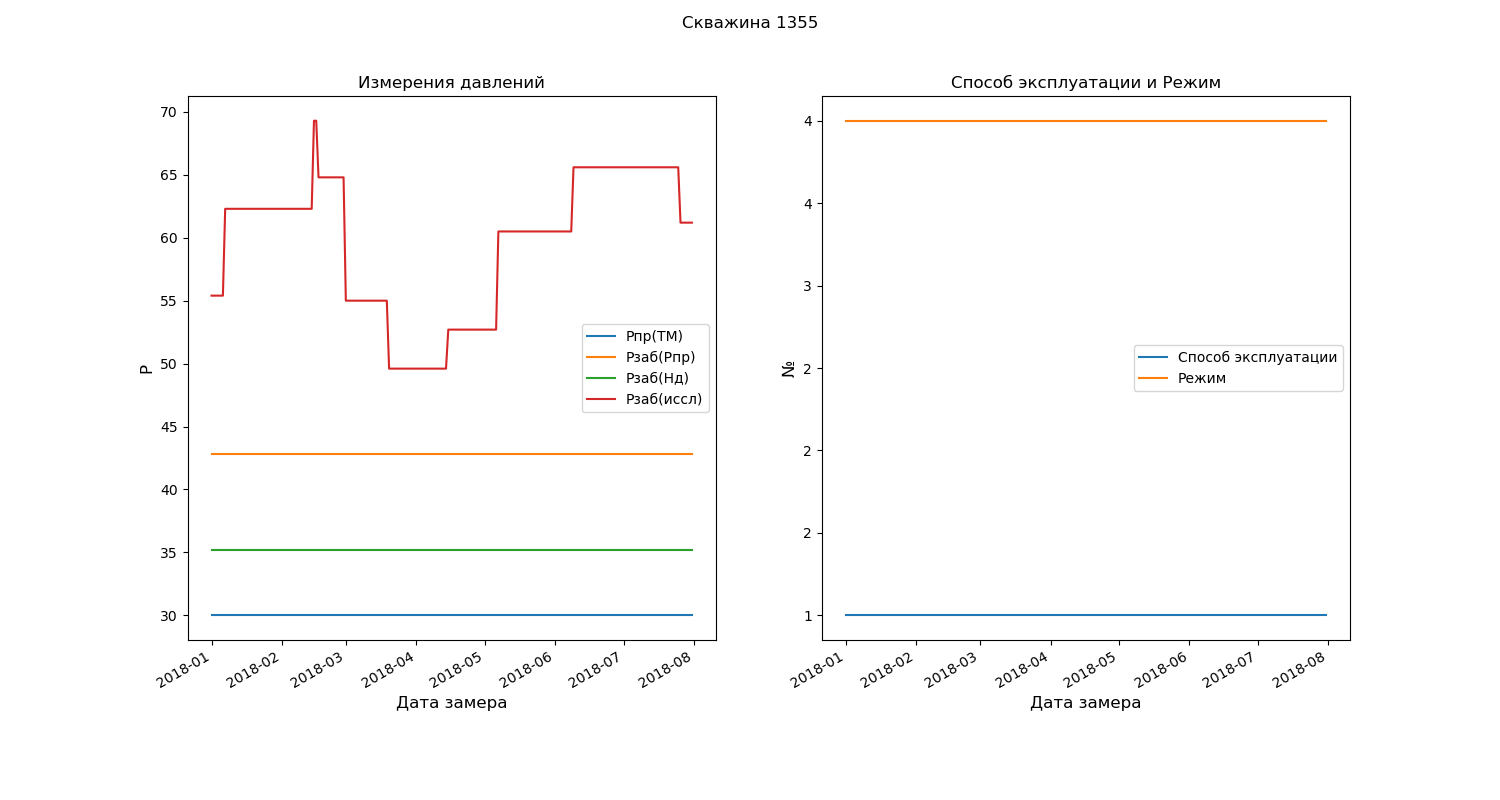 Скважина 1355
Измерения давлений
70
65
60
55
50
45
40
35
30
P
Pпр(ТМ)
Pзаб(Pпр)
Pзаб(Нд)
Pзаб(иссл)
2018-01
2018-02
2018-03
2018-04
2018-05
2018-06
2018-07
2018-08
Дата замера
Способ эксплуатации и Режим
4
4
3
2
2
2
1
№
Способ эксплуатации
Режим
2018-01
2018-02
2018-03
2018-04
2018-05
2018-06
2018-07
2018-08
Дата замера